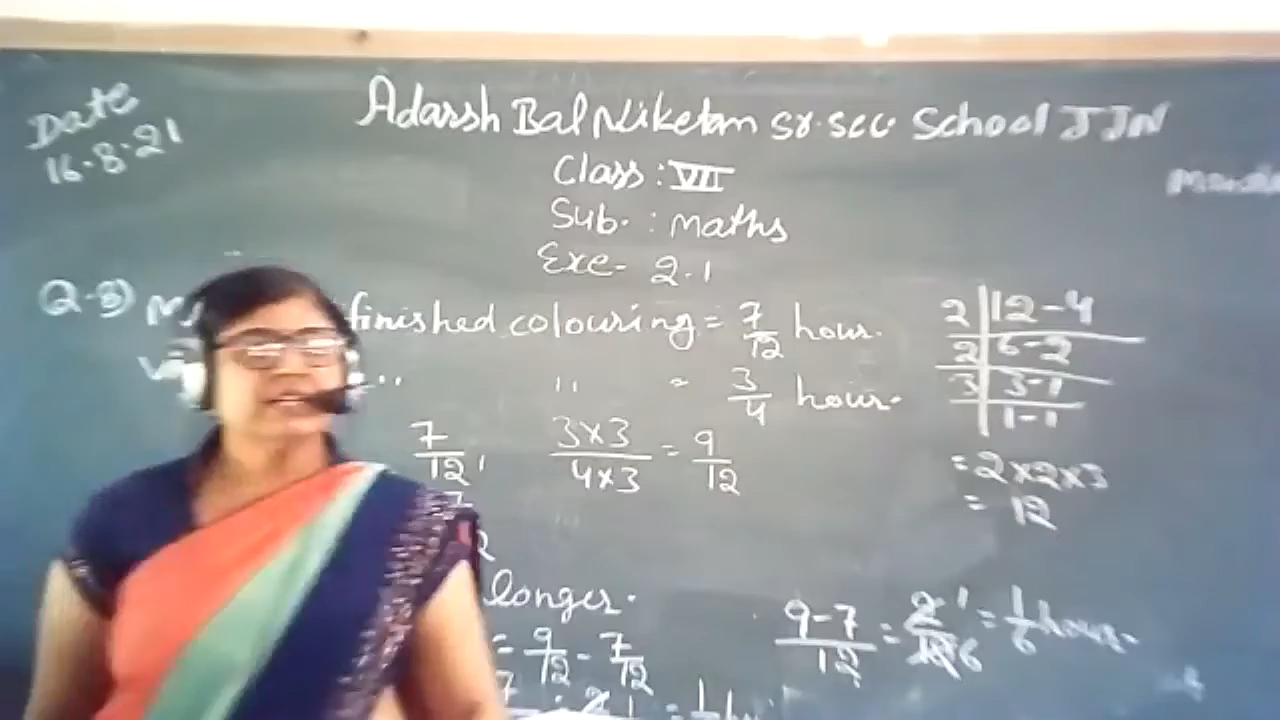 Date
16.8.21
Adarsh Bal Niketan Sr. Sec. School JJN
Class : VII
Sub. : Maths
Exe- 2.1
Q-8) finished colouring = 7/12 hour.
" " = 3/4 hour.
7/12, 3×3/4×3 = 9/12
longer.
= 9/12 - 7/12
9-7/12 = 2 1/12 6 = 1/6 hour.
2 | 12 - 4
2 | 6 - 2
3 | 3 - 1
1 - 1
= 2×2×3
= 12